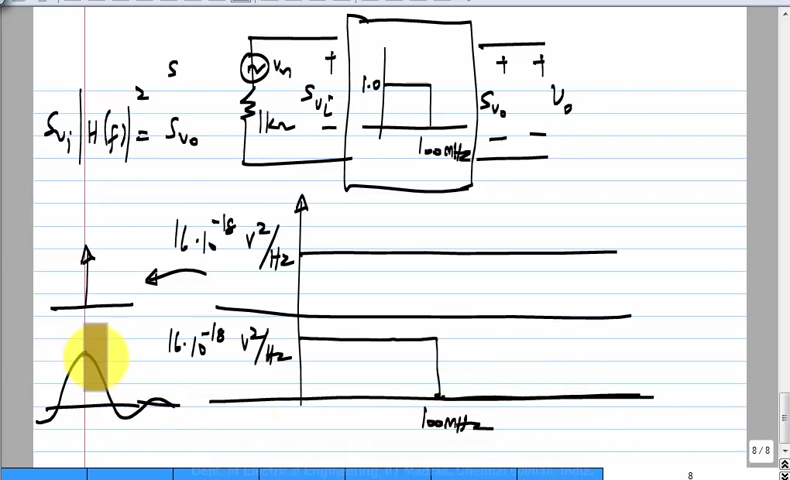 S
Sᵥᵢ |H(f)|² = Sᵥₒ
vₙ
+
Sᵥᵢ
−
1kΩ
1.0
100MHz
+ +
Sᵥₒ Vₒ
− −
16·10⁻¹⁸ V²/Hz
16·10⁻¹⁸ V²/Hz
100MHz
8 / 8
8